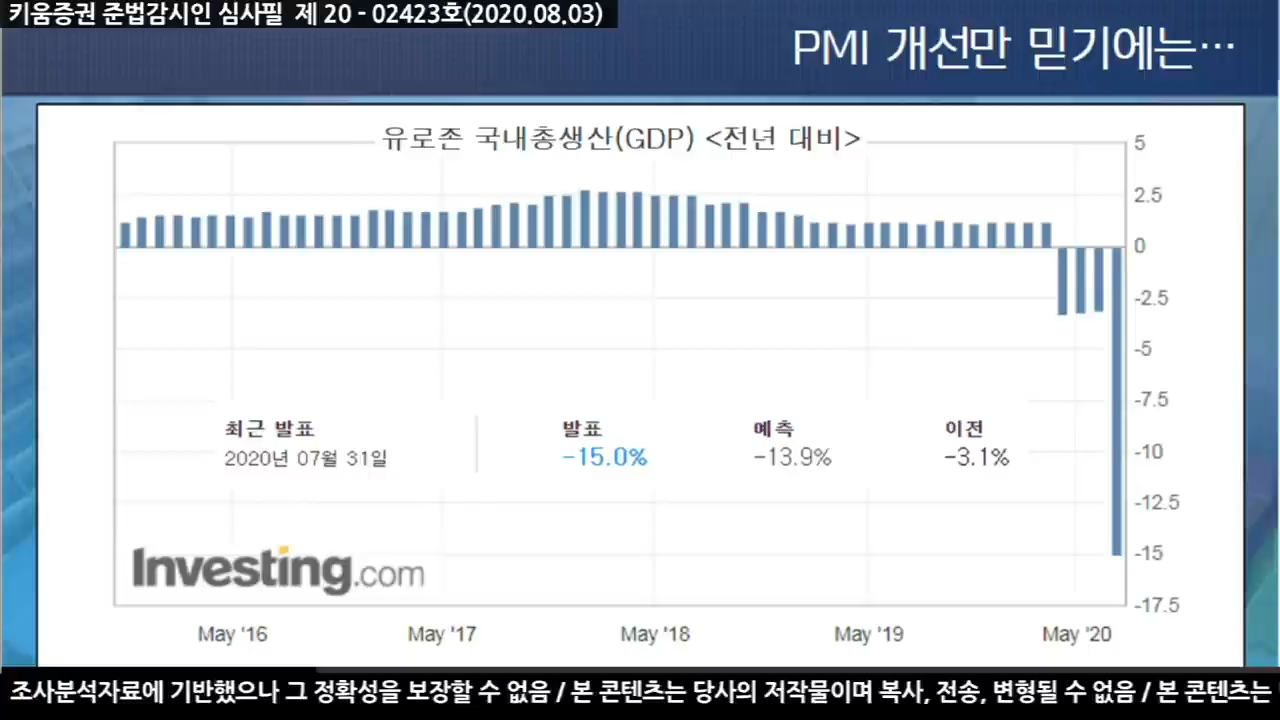 키움증권 준법감시인 심사필 제 20 - 02423호(2020.08.03)
PMI 개선만 믿기에는…
유로존 국내총생산(GDP) <전년 대비>
5
2.5
0
-2.5
-5
-7.5
-10
-12.5
-15
-17.5
최근 발표 발표 예측 이전
2020년 07월 31일 -15.0% -13.9% -3.1%
Investing.com
May '16 May '17 May '18 May '19 May '20
조사분석자료에 기반했으나 그 정확성을 보장할 수 없음 / 본 콘텐츠는 당사의 저작물이며 복사, 전송, 변형될 수 없음 / 본 콘텐츠는